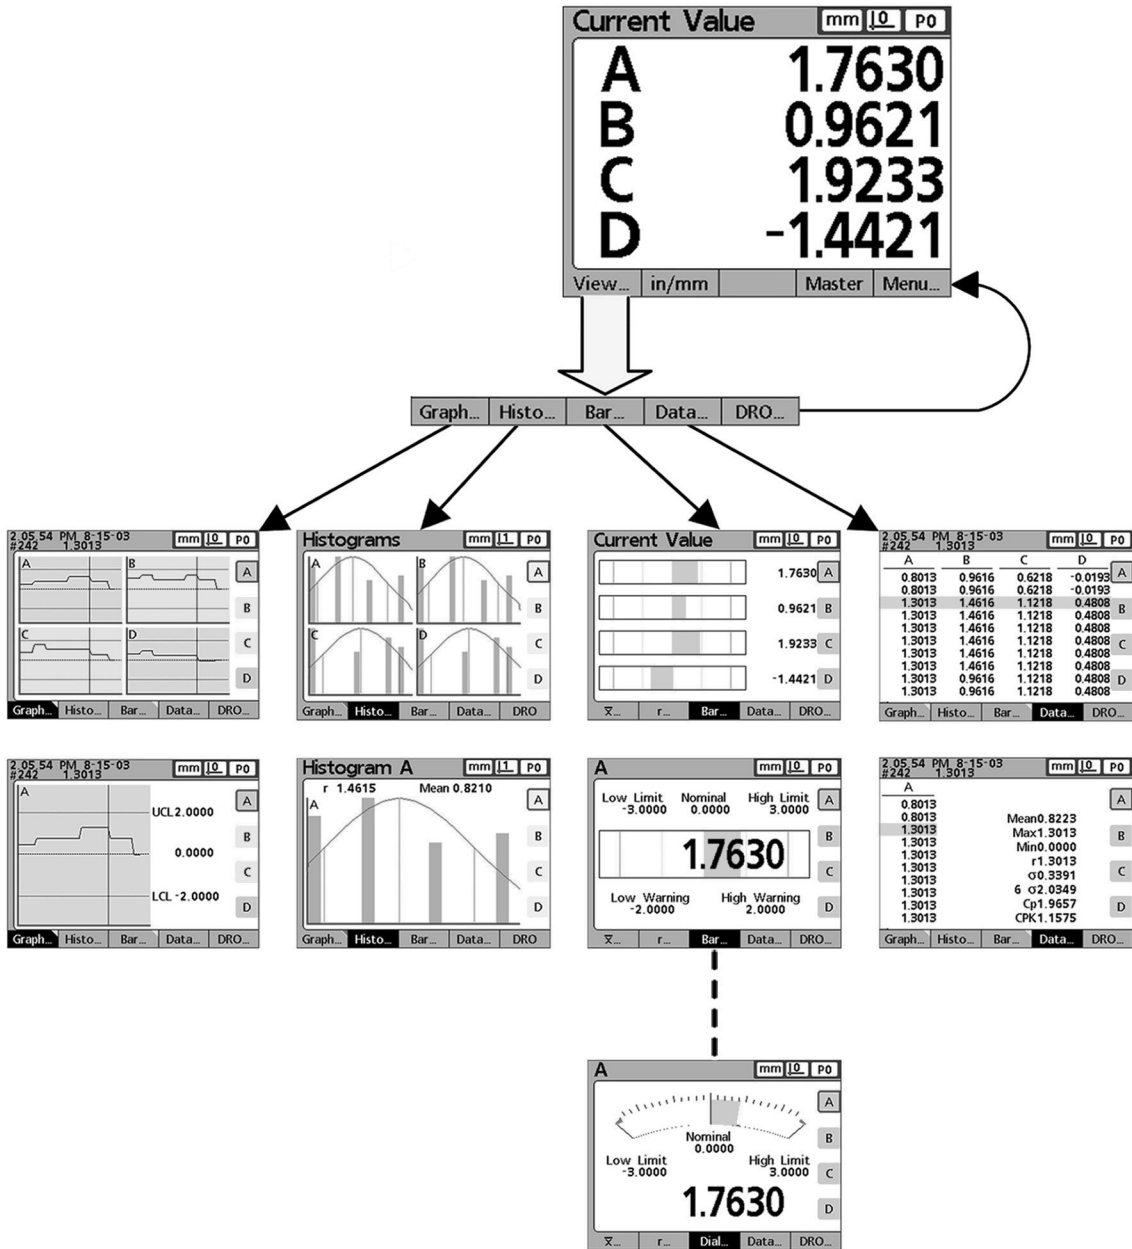 Current Value mm 0 P0
A 1.7630
B 0.9621
C 1.9233
D -1.4421
View... in/mm Master Menu...
Graph... Histo... Bar... Data... DRO...
2.05.54 PM 8-15-03 mm 0 P0
#242 1.3013
A B A
B
C D C
D
Graph... Histo... Bar... Data... DRO...
Histograms mm 1 P0
A B A
B
C D C
D
Graph... Histo... Bar... Data... DRO
Current Value mm 0 P0
1.7630 A
0.9621 B
1.9233 C
-1.4421 D
x̄... r... Bar... Data... DRO...
2.05.54 PM 8-15-03 mm 0 P0
#242 1.3013
A B C D A
0.8013 0.9616 0.6218 -0.0193
0.8013 0.9616 0.6218 -0.0193
1.3013 1.4616 1.1218 0.4808 B
1.3013 1.4616 1.1218 0.4808
1.3013 1.4616 1.1218 0.4808
1.3013 1.4616 1.1218 0.4808 C
1.3013 1.4616 1.1218 0.4808
1.3013 1.4616 1.1218 0.4808
1.3013 0.9616 1.1218 0.4808 D
1.3013 0.9616 1.1218 0.4808
Graph... Histo... Bar... Data... DRO...
2.05.54 PM 8-15-03 mm 0 P0
#242 1.3013
A A
UCL 2.0000
B
0.0000
C
LCL -2.0000
D
Graph... Histo... Bar... Data... DRO...
Histogram A mm 1 P0
r 1.4615 Mean 0.8210
A A
B
C
D
Graph... Histo... Bar... Data... DRO
A mm 0 P0
Low Limit Nominal High Limit A
-3.0000 0.0000 3.0000
B
1.7630
C
Low Warning High Warning
-2.0000 2.0000 D
x̄... r... Bar... Data... DRO...
2.05.54 PM 8-15-03 mm 0 P0
#242 1.3013
A A
0.8013
0.8013 Mean0.8223
1.3013 Max1.3013 B
1.3013 Min0.0000
1.3013 r1.3013
1.3013 σ0.3391 C
1.3013 6 σ2.0349
1.3013 Cp1.9657
1.3013 CPK1.1575 D
1.3013
Graph... Histo... Bar... Data... DRO...
A mm 0 P0
A
Nominal B
0.0000
Low Limit High Limit
-3.0000 3.0000 C
1.7630 D
x̄... r... Dial... Data... DRO...